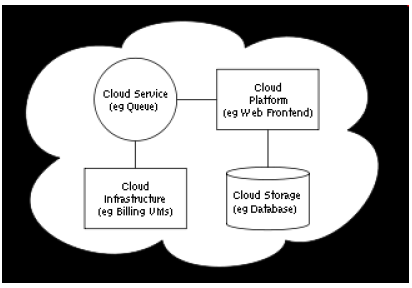 Cloud Service
(eg Queue)
Cloud
Platform
(eg Web Frontend)
Cloud
Infrastructure
(eg Billing VMs)
Cloud Storage
(eg Database)